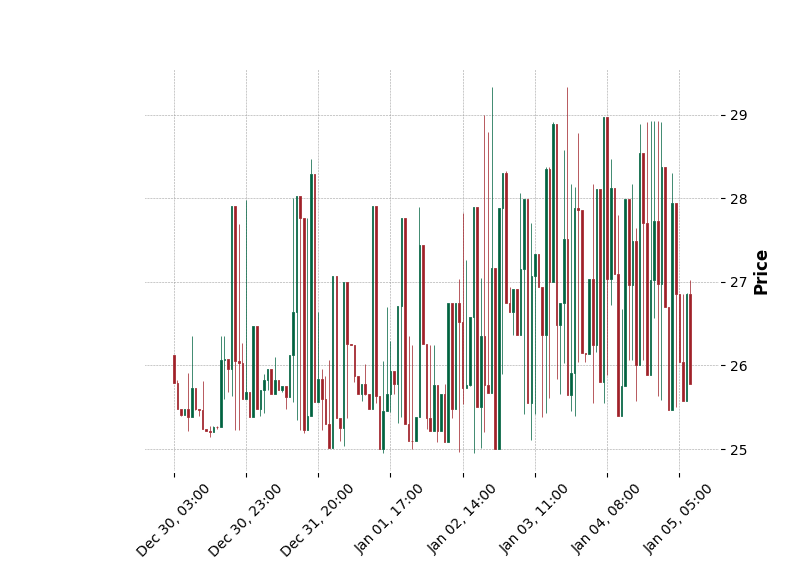 29
28
27
26
25
Price
Dec 30, 03:00
Dec 30, 23:00
Dec 31, 20:00
Jan 01, 17:00
Jan 02, 14:00
Jan 03, 11:00
Jan 04, 08:00
Jan 05, 05:00